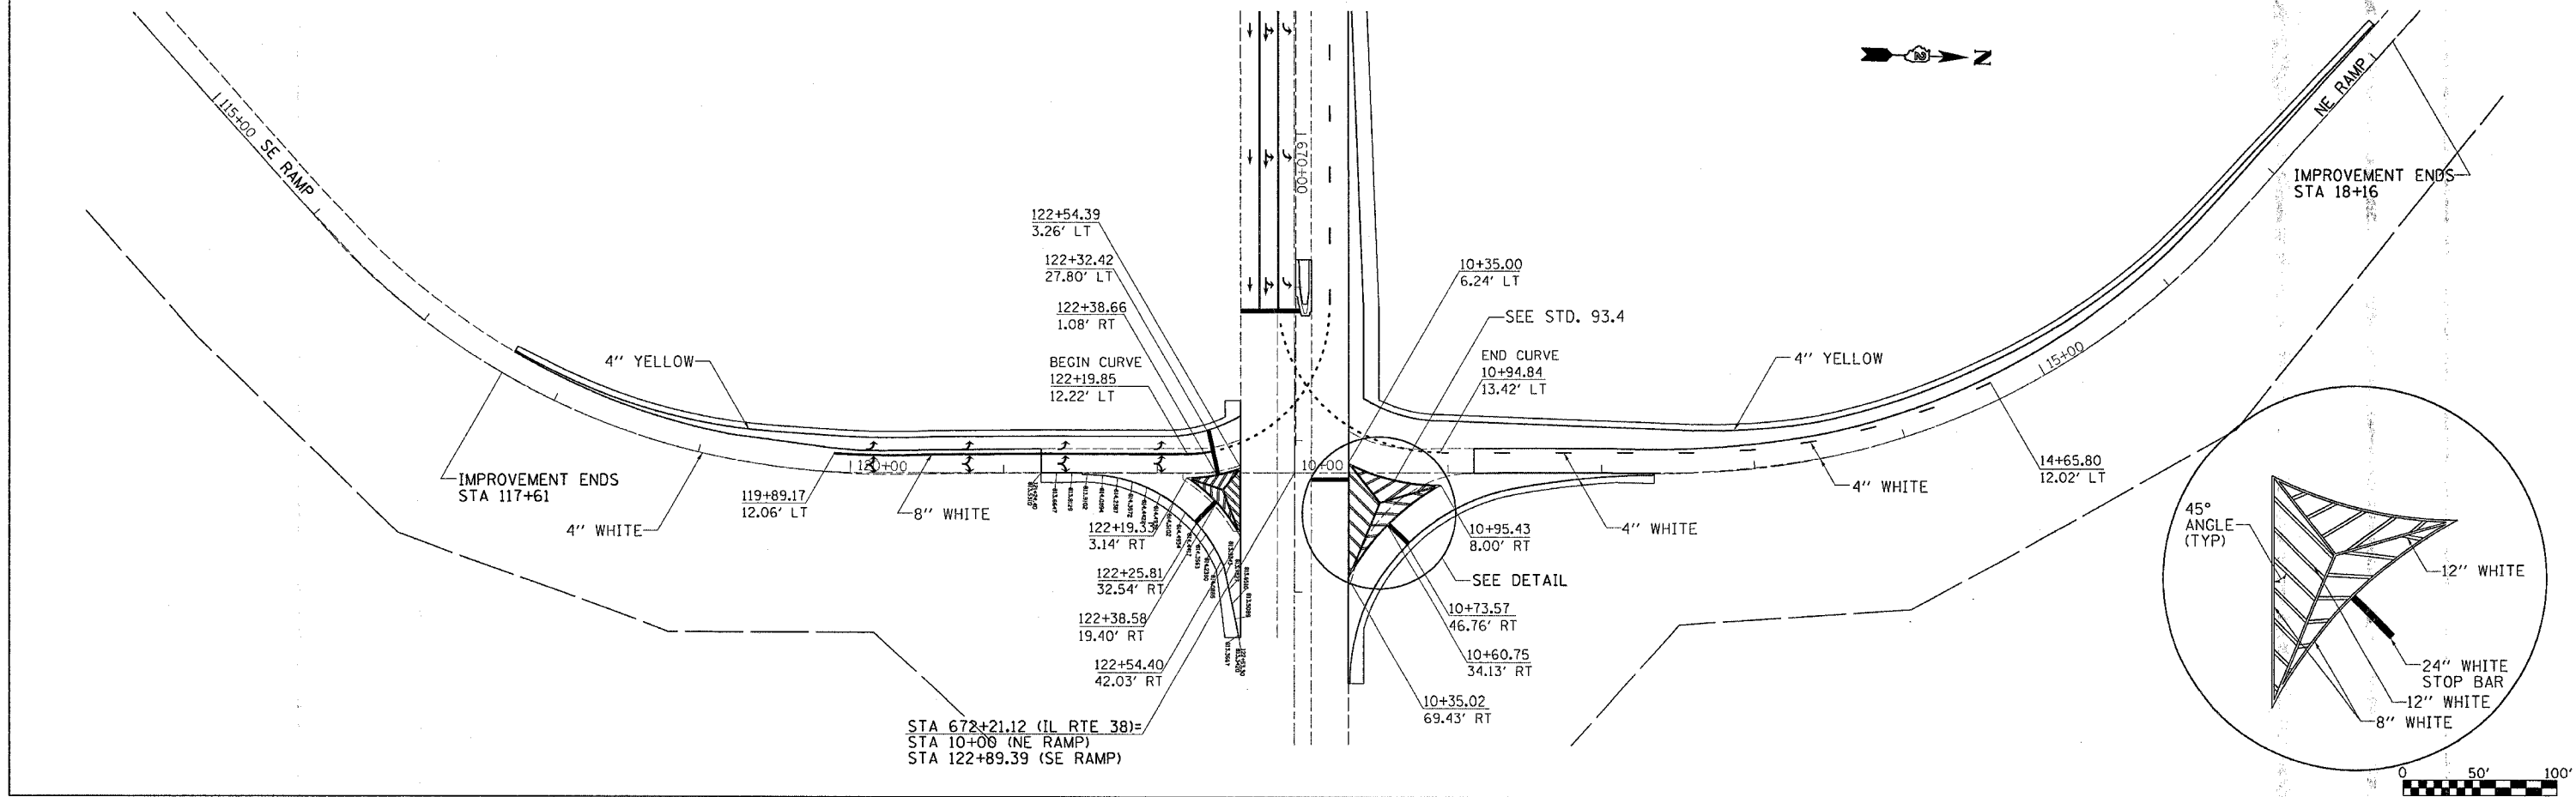 N
115+00
SE RAMP
NE RAMP
670+00
IMPROVEMENT ENDS
STA 18+16
122+54.39
3.26' LT
122+32.42
27.80' LT
122+38.66
1.08' RT
BEGIN CURVE
122+19.85
12.22' LT
10+35.00
6.24' LT
SEE STD. 93.4
END CURVE
10+94.84
13.42' LT
4" YELLOW
4" YELLOW
15+00
IMPROVEMENT ENDS
STA 117+61
120+00
10+00
119+89.17
12.06' LT
8" WHITE
4" WHITE
14+65.80
12.02' LT
4" WHITE
4" WHITE
122+19.33
3.14' RT
122+25.81
32.54' RT
122+38.58
19.40' RT
122+54.40
42.03' RT
10+95.43
8.00' RT
SEE DETAIL
10+73.57
46.76' RT
10+60.75
34.13' RT
10+35.02
69.43' RT
STA 672+21.12 (IL RTE 38)=
STA 10+00 (NE RAMP)
STA 122+89.39 (SE RAMP)
45°
ANGLE
(TYP)
12" WHITE
24" WHITE
STOP BAR
12" WHITE
8" WHITE
0 50' 100'